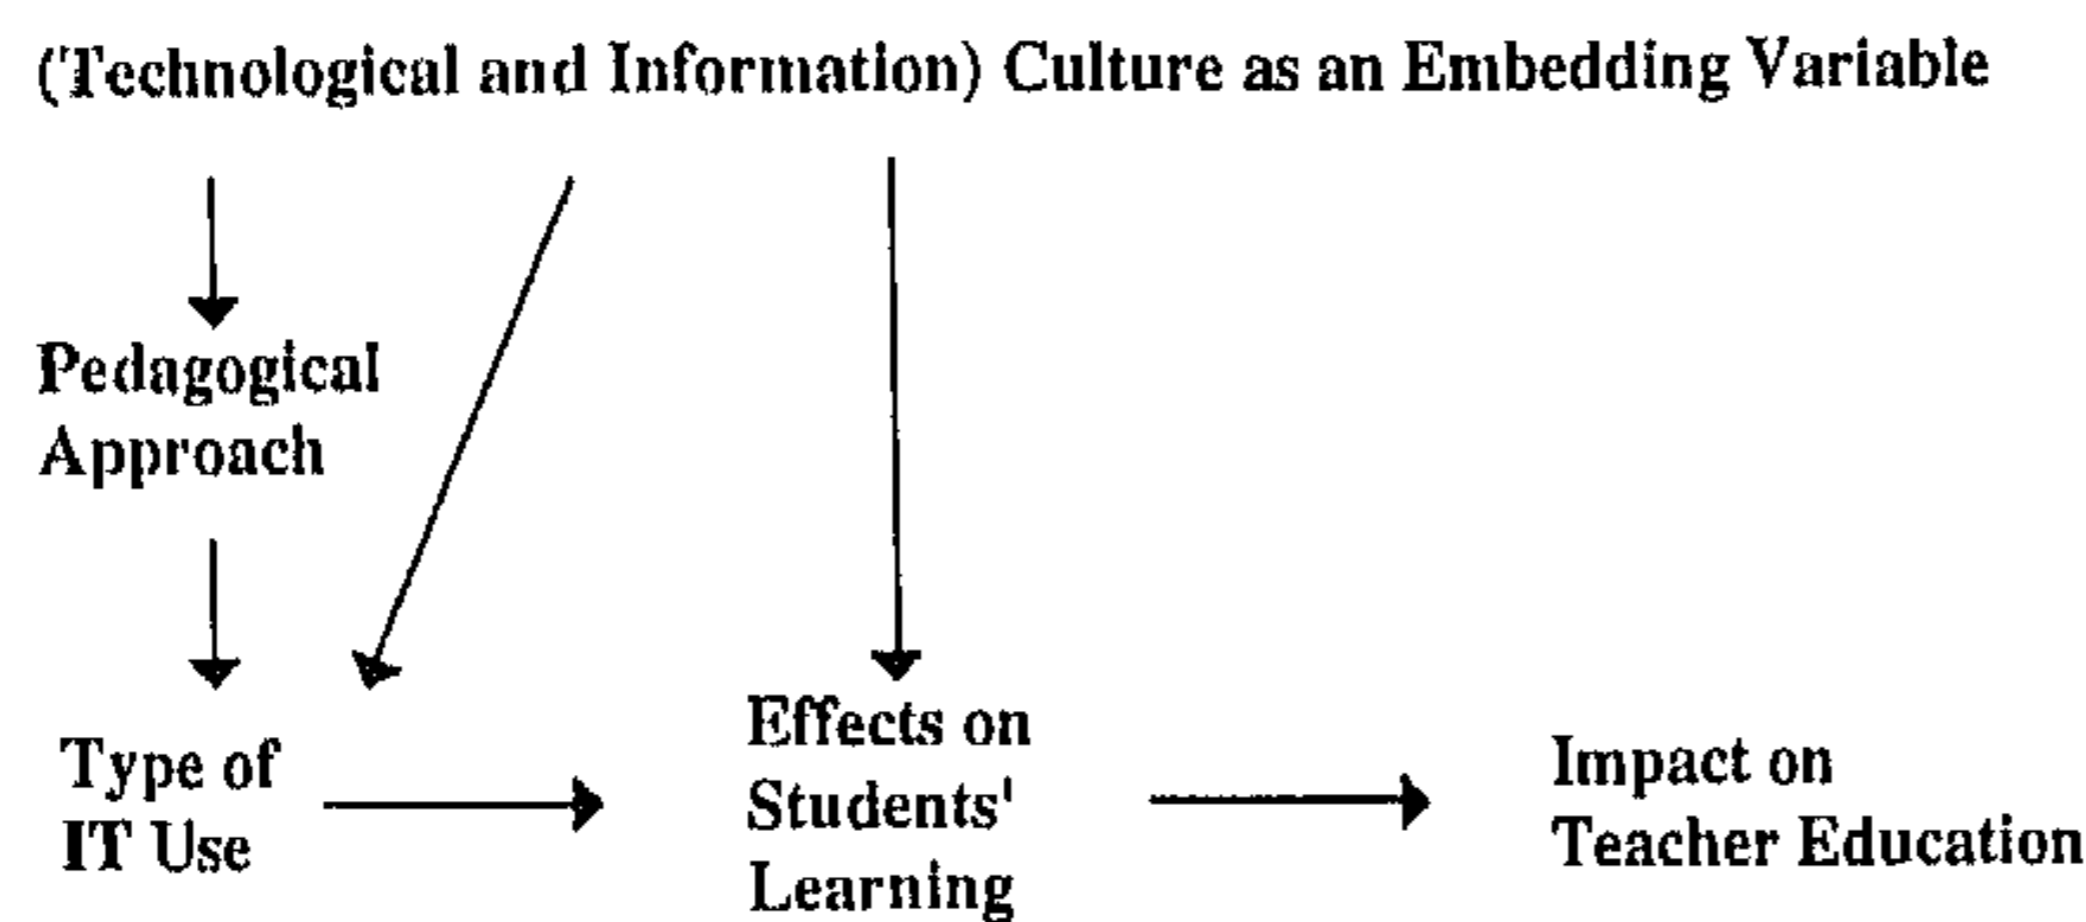 (Technological and Information) Culture as an Embedding Variable
Pedagogical
Approach
Type of
IT Use
Effects on
Students'
Learning
Impact on
Teacher Education